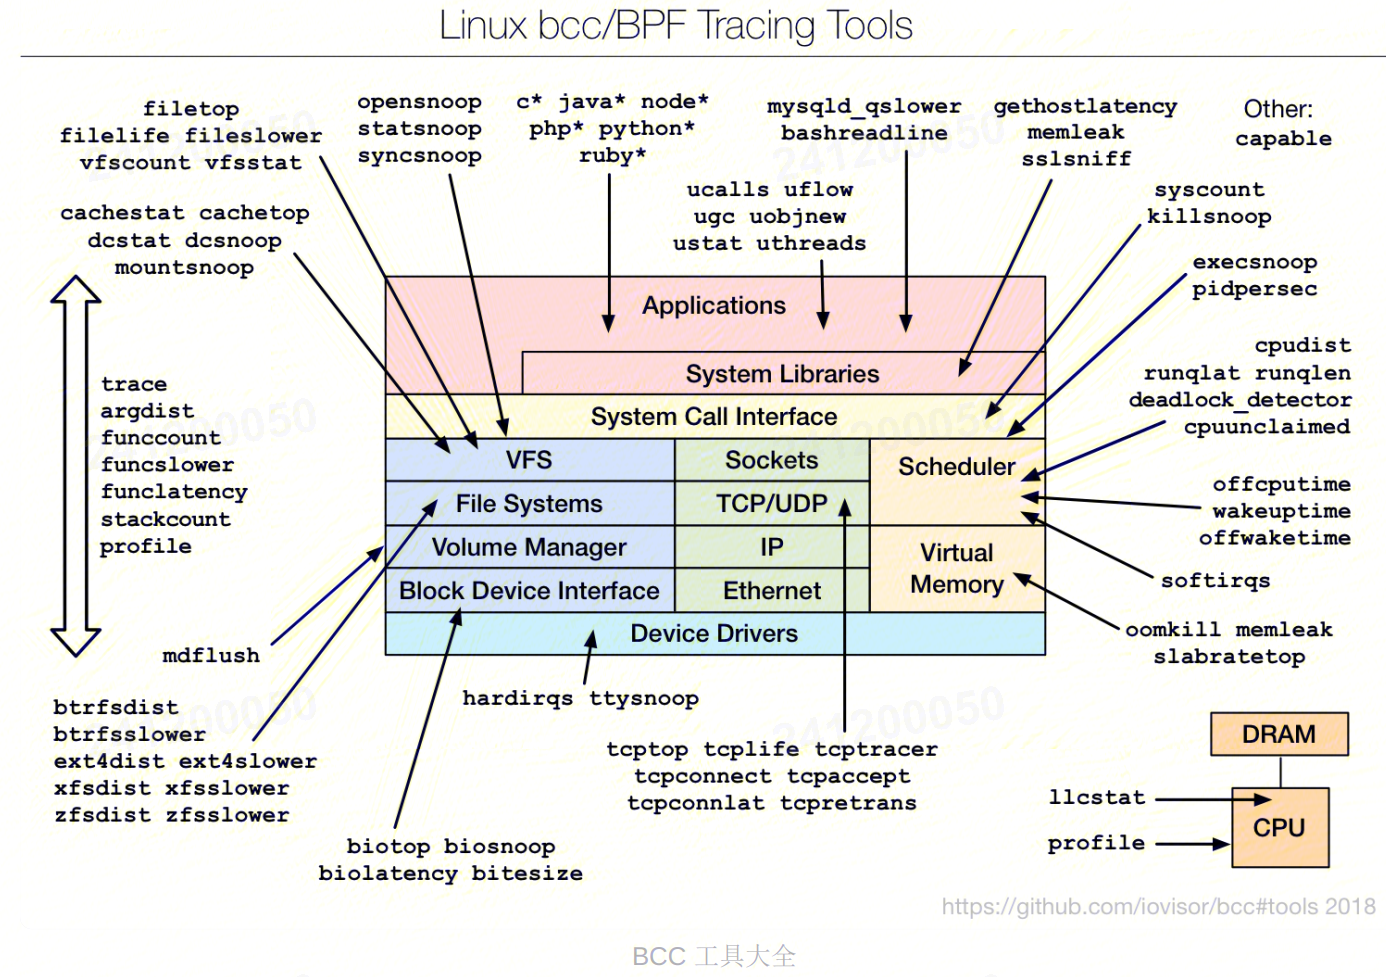 Linux bcc/BPF Tracing Tools
filetop
filelife fileslower
vfscount vfsstat
opensnoop
statsnoop
syncsnoop
c* java* node*
php* python*
ruby*
mysqld_qslower
bashreadline
gethostlatency
memleak
sslsniff
Other:
capable
ucalls uflow
ugc uobjnew
ustat uthreads
syscount
killsnoop
cachestat cachetop
dcstat dcsnoop
mountsnoop
execsnoop
pidpersec
Applications
System Libraries
System Call Interface
VFS
Sockets
Scheduler
File Systems
TCP/UDP
Volume Manager
IP
Virtual
Memory
Block Device Interface
Ethernet
Device Drivers
cpudist
runqlat runqlen
deadlock_detector
cpuunclaimed
trace
argdist
funccount
funcslower
funclatency
stackcount
profile
offcputime
wakeuptime
offwaketime
softirqs
oomkill memleak
slabratetop
mdflush
hardirqs ttysnoop
btrfsdist
btrfsslower
ext4dist ext4slower
xfsdist xfsslower
zfsdist zfsslower
tcptop tcplife tcptracer
tcpconnect tcpaccept
tcpconnlat tcpretrans
DRAM
llcstat
CPU
profile
biotop biosnoop
biolatency bitesize
https://github.com/iovisor/bcc#tools 2018
BCC 工具大全
241200050
241200050
241200050
241200050
241200050
241200050